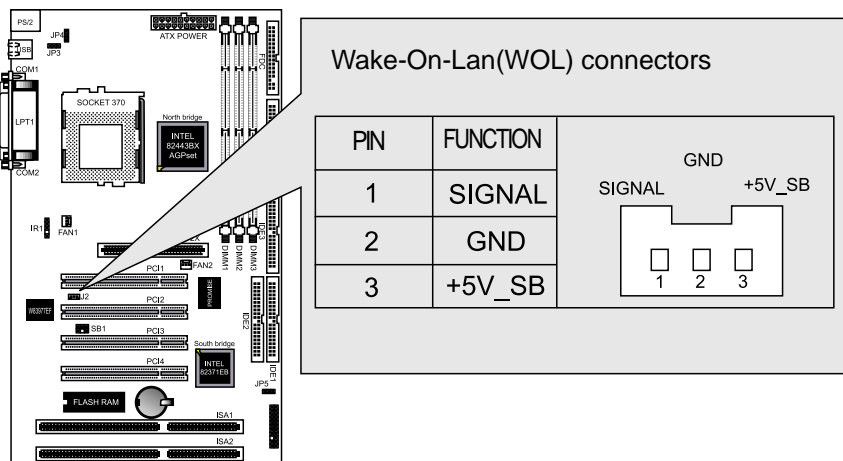 PS/2
JP4
ATX POWER
USB
JP3
FDC
COM1
SOCKET 370
LPT1
North bridge
INTEL
82443BX
AGPset
COM2
IR1
FAN1
FAN2
DIMM1
DIMM2
DIMM3
IDE3
PCI1
J2
PROMISE
W83977EF
PCI2
SB1
PCI3
IDE2
South bridge
INTEL
82371EB
PCI4
IDE1
JP5
FLASH RAM
ISA1
ISA2
Wake-On-Lan(WOL) connectors
PIN FUNCTION
1 SIGNAL
2 GND
3 +5V_SB
GND
SIGNAL +5V_SB
1 2 3